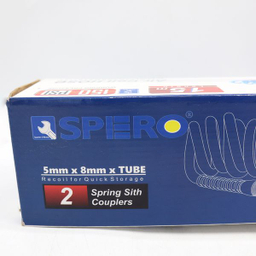 SPERO
5mm x 8mm x TUBE
Recoil for Quick Storage
2
Spring Sith
Couplers